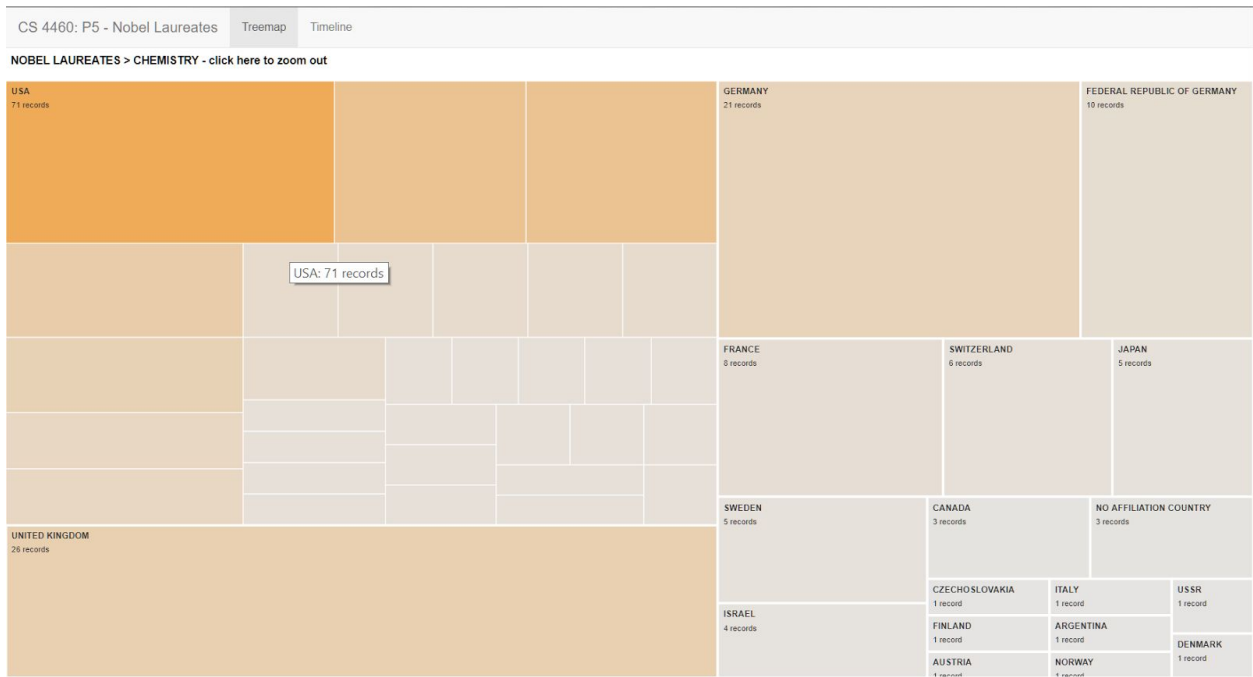 CS 4460: P5 - Nobel Laureates Treemap Timeline
NOBEL LAUREATES > CHEMISTRY - click here to zoom out
USA
71 records
USA: 71 records
UNITED KINGDOM
26 records
GERMANY
21 records
FEDERAL REPUBLIC OF GERMANY
10 records
FRANCE
8 records
SWITZERLAND
6 records
JAPAN
5 records
SWEDEN
5 records
ISRAEL
4 records
CANADA
3 records
NO AFFILIATION COUNTRY
3 records
CZECHOSLOVAKIA
1 record
ITALY
1 record
USSR
1 record
FINLAND
1 record
ARGENTINA
1 record
DENMARK
1 record
AUSTRIA
1 record
NORWAY
1 record